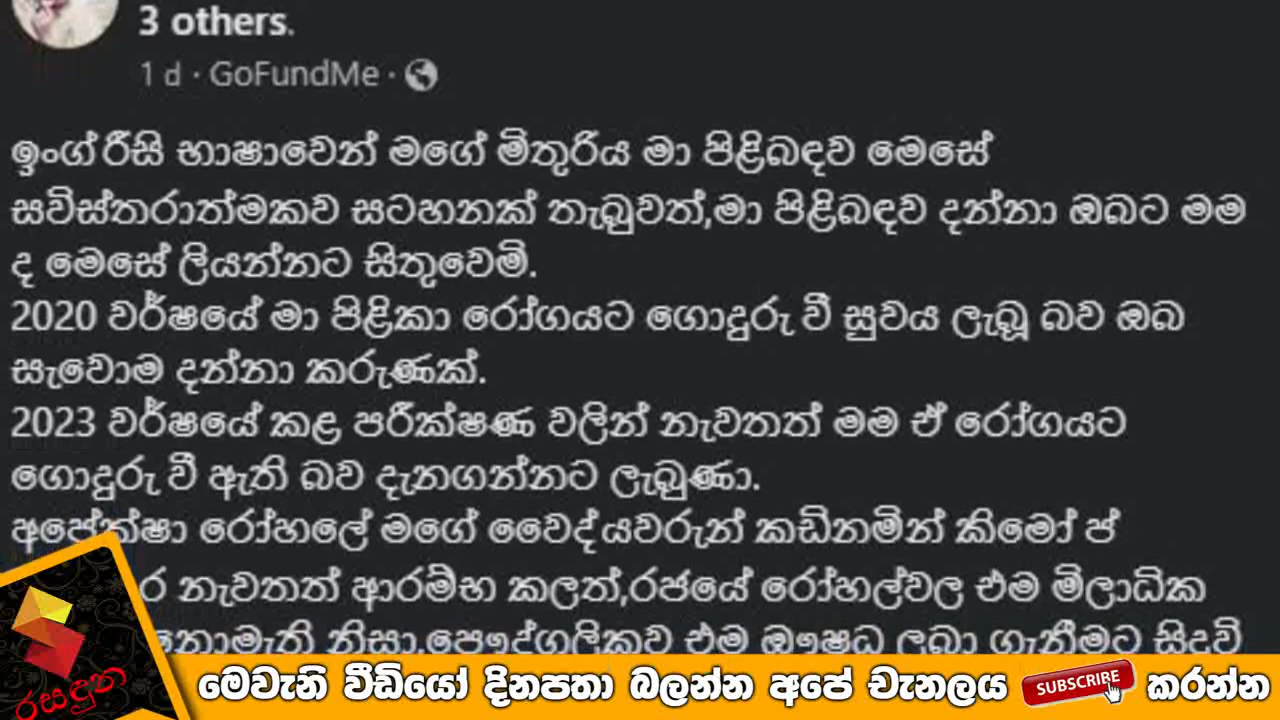 3 others.
1 d · GoFundMe ·
ඉංග්රීසි භාෂාවෙන් මගේ මිතුරිය මා පිළිබඳව මෙසේ
සවිස්තරාත්මකව සටහනක් තැබුවත්,මා පිළිබඳව දන්නා ඔබට මම
ද මෙසේ ලියන්නට සිතුවෙමි.
2020 වර්ෂයේ මා පිළිකා රෝගයට ගොදුරු වී සුවය ලැබූ බව ඔබ
සැවොම දන්නා කරුණක්.
2023 වර්ෂයේ කළ පරීක්ෂණ වලින් නැවතත් මම ඒ රෝගයට
ගොදුරු වී ඇති බව දැනගන්නට ලැබුණා.
අපේක්ෂා රෝහලේ මගේ වෛද්යවරුන් කඩිනමින් කිමෝ ප්
ර නැවතත් ආරම්භ කලත්,රජයේ රෝහල්වල එම මිලාධික
නොමැති නිසා,පෞද්ගලිකව එම ඖෂධ ලබා ගැනීමට සිදුවි
රසඳුන
මෙවැනි වීඩියෝ දිනපතා බලන්න අපේ චැනලය SUBSCRIBE කරන්න